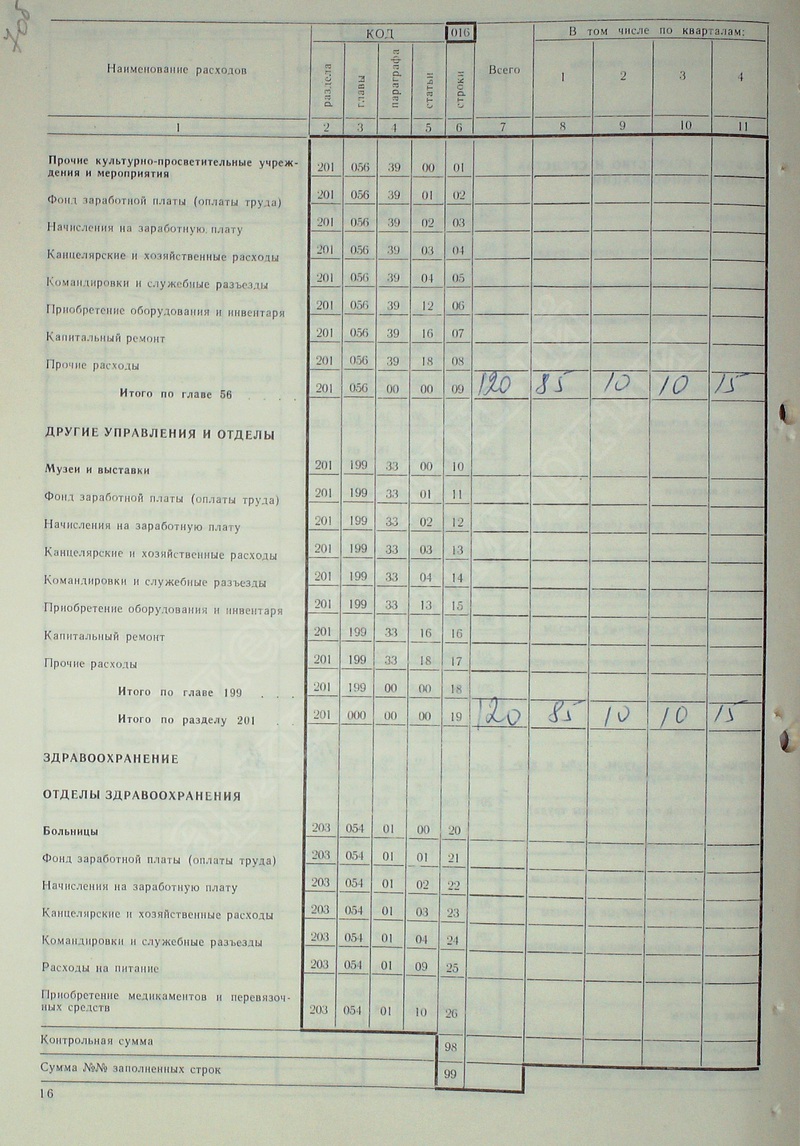 Наименование расходов КОД 016 Всего В том числе по кварталам:
раздела главы параграфа статьи строки 1 2 3 4
1 2 3 4 5 6 7 8 9 10 11
Прочие культурно-просветительные учреж-
дения и мероприятия 201 056 39 00 01
Фонд заработной платы (оплаты труда) 201 056 39 01 02
Начисления на заработную плату 201 056 39 02 03
Канцелярские и хозяйственные расходы 201 056 39 03 04
Командировки и служебные разъезды 201 056 39 04 05
Приобретение оборудования и инвентаря 201 056 39 12 06
Капитальный ремонт 201 056 39 16 07
Прочие расходы 201 056 39 18 08
Итого по главе 56 . . . . 201 056 00 00 09 120 85 10 10 15
ДРУГИЕ УПРАВЛЕНИЯ И ОТДЕЛЫ
Музеи и выставки 201 199 33 00 10
Фонд заработной платы (оплаты труда) 201 199 33 01 11
Начисления на заработную плату 201 199 33 02 12
Канцелярские и хозяйственные расходы 201 199 33 03 13
Командировки и служебные разъезды 201 199 33 04 14
Приобретение оборудования и инвентаря 201 199 33 13 15
Капитальный ремонт 201 199 33 16 16
Прочие расходы 201 199 33 18 17
Итого по главе 199 . . . 201 199 00 00 18
Итого по разделу 201 . 201 000 00 00 19 120 85 10 10 15
ЗДРАВООХРАНЕНИЕ
ОТДЕЛЫ ЗДРАВООХРАНЕНИЯ
Больницы 203 054 01 00 20
Фонд заработной платы (оплаты труда) 203 054 01 01 21
Начисления на заработную плату 203 054 01 02 22
Канцелярские и хозяйственные расходы 203 054 01 03 23
Командировки и служебные разъезды 203 054 01 04 24
Расходы на питание 203 054 01 09 25
Приобретение медикаментов и перевязоч-
ных средств 203 054 01 10 26
Контрольная сумма 98
Сумма №№ заполненных строк 99
16